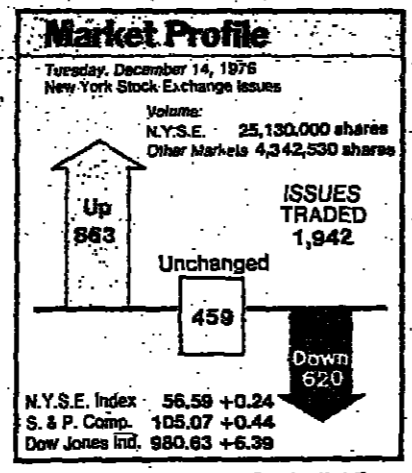 Market Profile
Tuesday, December 14, 1976
New York Stock Exchange Issues
Volume:
N.Y.S.E. 25,130,000 shares
Other Markets 4,342,530 shares
Up
863
ISSUES
TRADED
1,942
Unchanged
459
Down
620
N.Y.S.E. Index 56.59 +0.24
S. & P. Comp. 105.07 +0.44
Dow Jones Ind. 980.63 +6.39